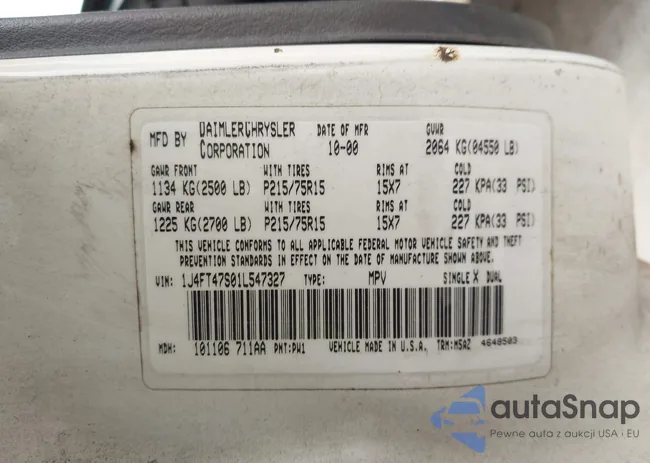 MFD BY DAIMLERCHRYSLER CORPORATION DATE OF MFR 10-00 GVWR 2064 KG(04550 LB)
GAWR FRONT WITH TIRES RIMS AT COLD
1134 KG(2500 LB) P215/75R15 15X7 227 KPA(33 PSI)
GAWR REAR WITH TIRES RIMS AT COLD
1225 KG(2700 LB) P215/75R15 15X7 227 KPA(33 PSI)
THIS VEHICLE CONFORMS TO ALL APPLICABLE FEDERAL MOTOR VEHICLE SAFETY AND THEFT
PREVENTION STANDARDS IN EFFECT ON THE DATE OF MANUFACTURE SHOWN ABOVE.
VIN: 1J4FT47S01L547327 TYPE: MPV SINGLE X DUAL
MDH: 101106 711AA PNT:PW1 VEHICLE MADE IN U.S.A. TRM:M5AZ 4648503
autaSnap
Pewne auta z aukcji USA i EU